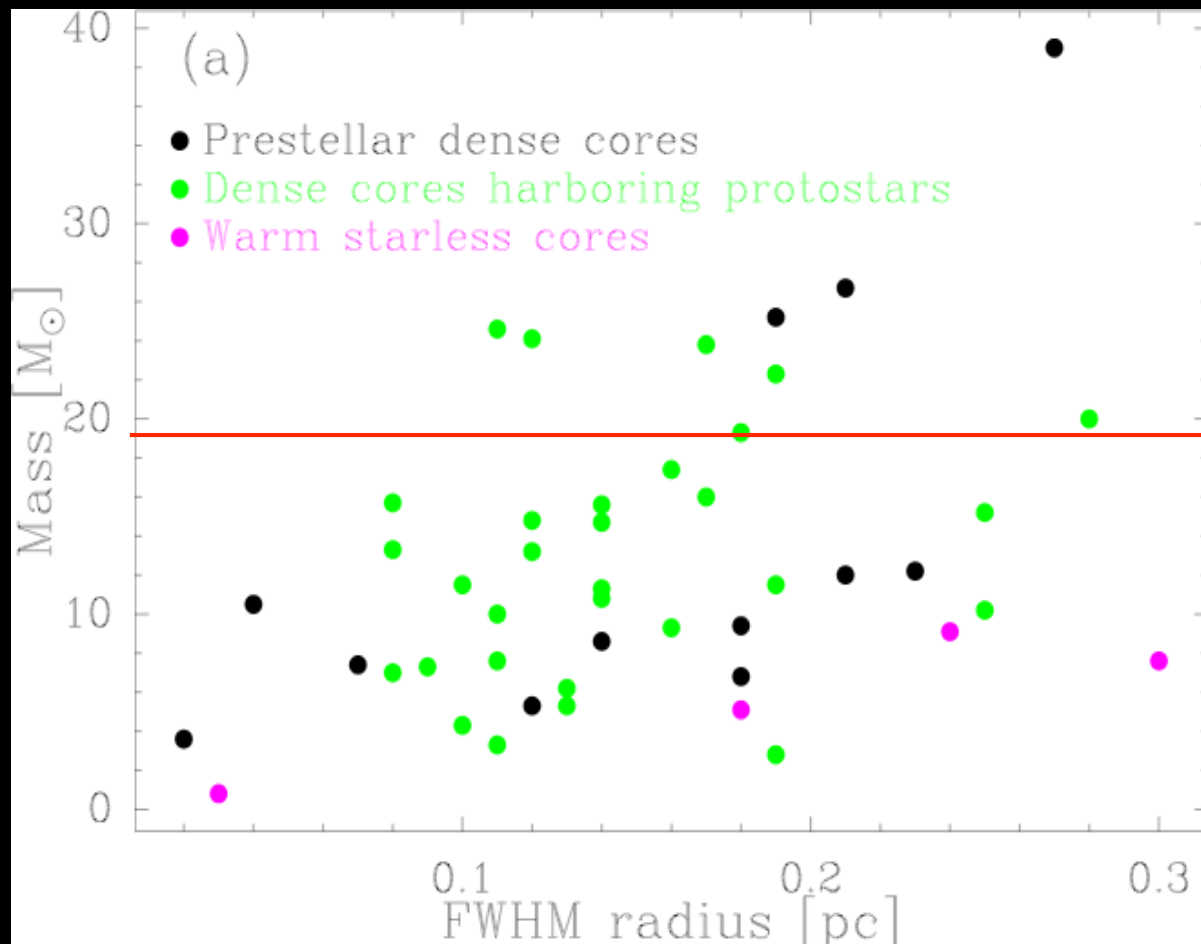 (a)
Prestellar dense cores
Dense cores harboring protostars
Warm starless cores
40
30
20
10
0
Mass [M⊙]
0.1 0.2 0.3
FWHM radius [pc]